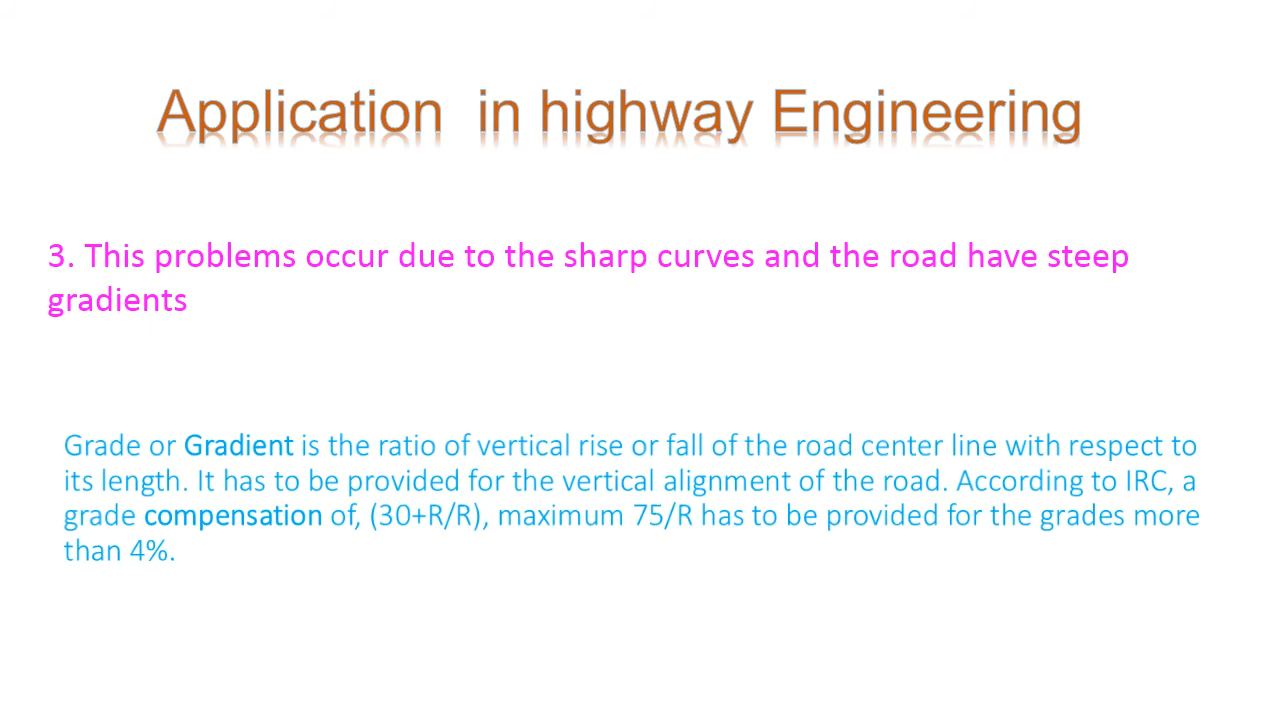 Application in highway Engineering
3. This problems occur due to the sharp curves and the road have steep
gradients
Grade or Gradient is the ratio of vertical rise or fall of the road center line with respect to
its length. It has to be provided for the vertical alignment of the road. According to IRC, a
grade compensation of, (30+R/R), maximum 75/R has to be provided for the grades more
than 4%.